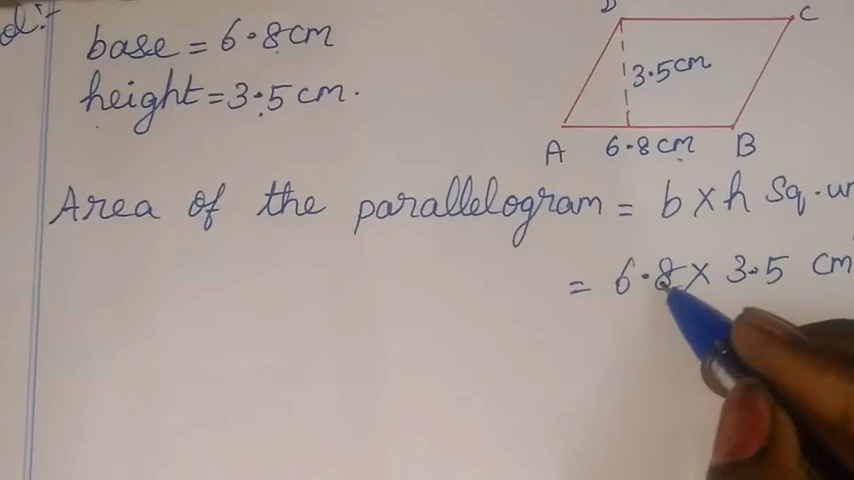 base = 6.8cm
height = 3.5 cm.
D C
3.5cm
A 6.8cm B
Area of the parallelogram = b × h Sq.
= 6.8 × 3.5 cm